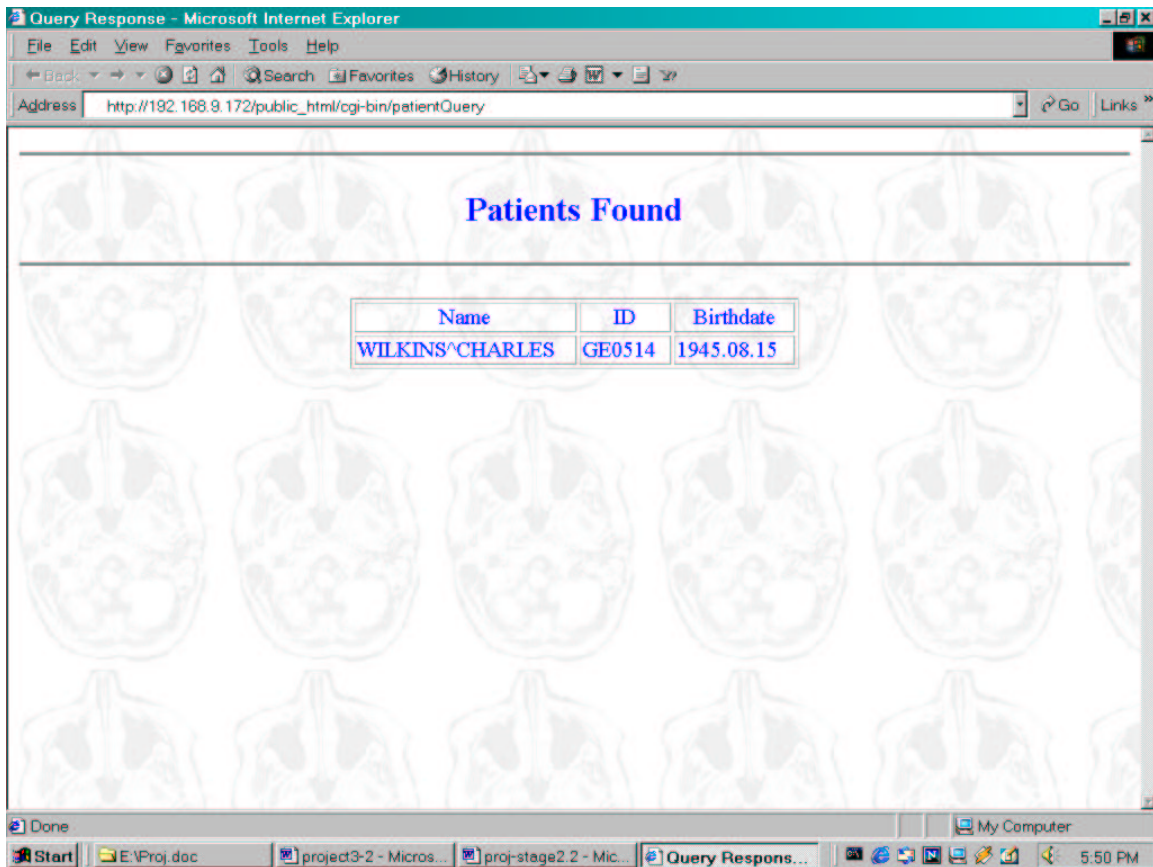 Query Response - Microsoft Internet Explorer
File Edit View Favorites Tools Help
Back Search Favorites History
Address http://192.168.9.172/public_html/cgi-bin/patientQuery Go Links »
Patients Found
Name ID Birthdate
WILKINS^CHARLES GE0514 1945.08.15
Done My Computer
Start E:\Proj.doc project3-2 - Micros... proj-stage2.2 - Mic... Query Respons... 5:50 PM